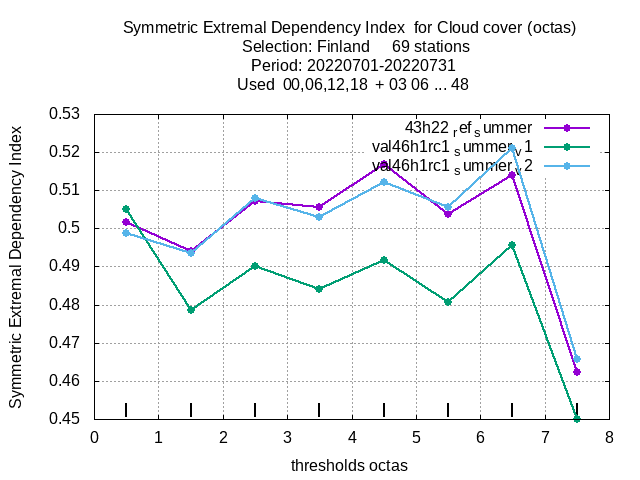 Symmetric Extremal Dependency Index  for Cloud cover (octas)
Selection: Finland     69 stations
Period: 20220701-20220731
Used  00,06,12,18  + 03 06 ... 48
43h22 ref summer
val46h1rc1 summer v1
val46h1rc1 summer v2
Symmetric Extremal Dependency Index
0.53
0.52
0.51
0.5
0.49
0.48
0.47
0.46
0.45
0 1 2 3 4 5 6 7 8
thresholds octas